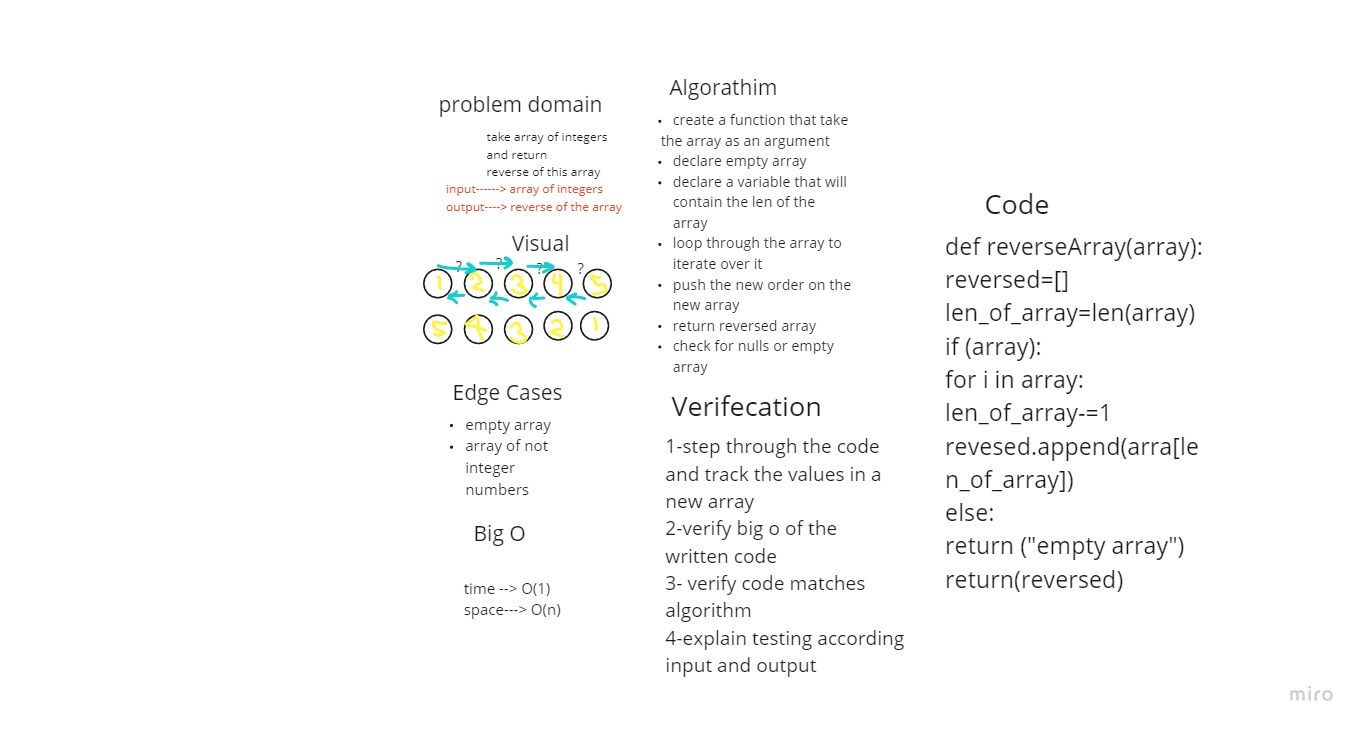 problem domain
take array of integers
and return
reverse of this array
input------> array of integers
output----> reverse of the array
Visual
? ? ? ?
1 2 3 4 5
5 4 3 2 1
Edge Cases
• empty array
• array of not
integer
numbers
Big O
time --> O(1)
space---> O(n)
Algorathim
• create a function that take
the array as an argument
• declare empty array
• declare a variable that will
contain the len of the
array
• loop through the array to
iterate over it
• push the new order on the
new array
• return reversed array
• check for nulls or empty
array
Verifecation
1-step through the code
and track the values in a
new array
2-verify big o of the
written code
3- verify code matches
algorithm
4-explain testing according
input and output
Code
def reverseArray(array):
reversed=[]
len_of_array=len(array)
if (array):
for i in array:
len_of_array-=1
revesed.append(arra[le
n_of_array])
else:
return ("empty array")
return(reversed)
miro